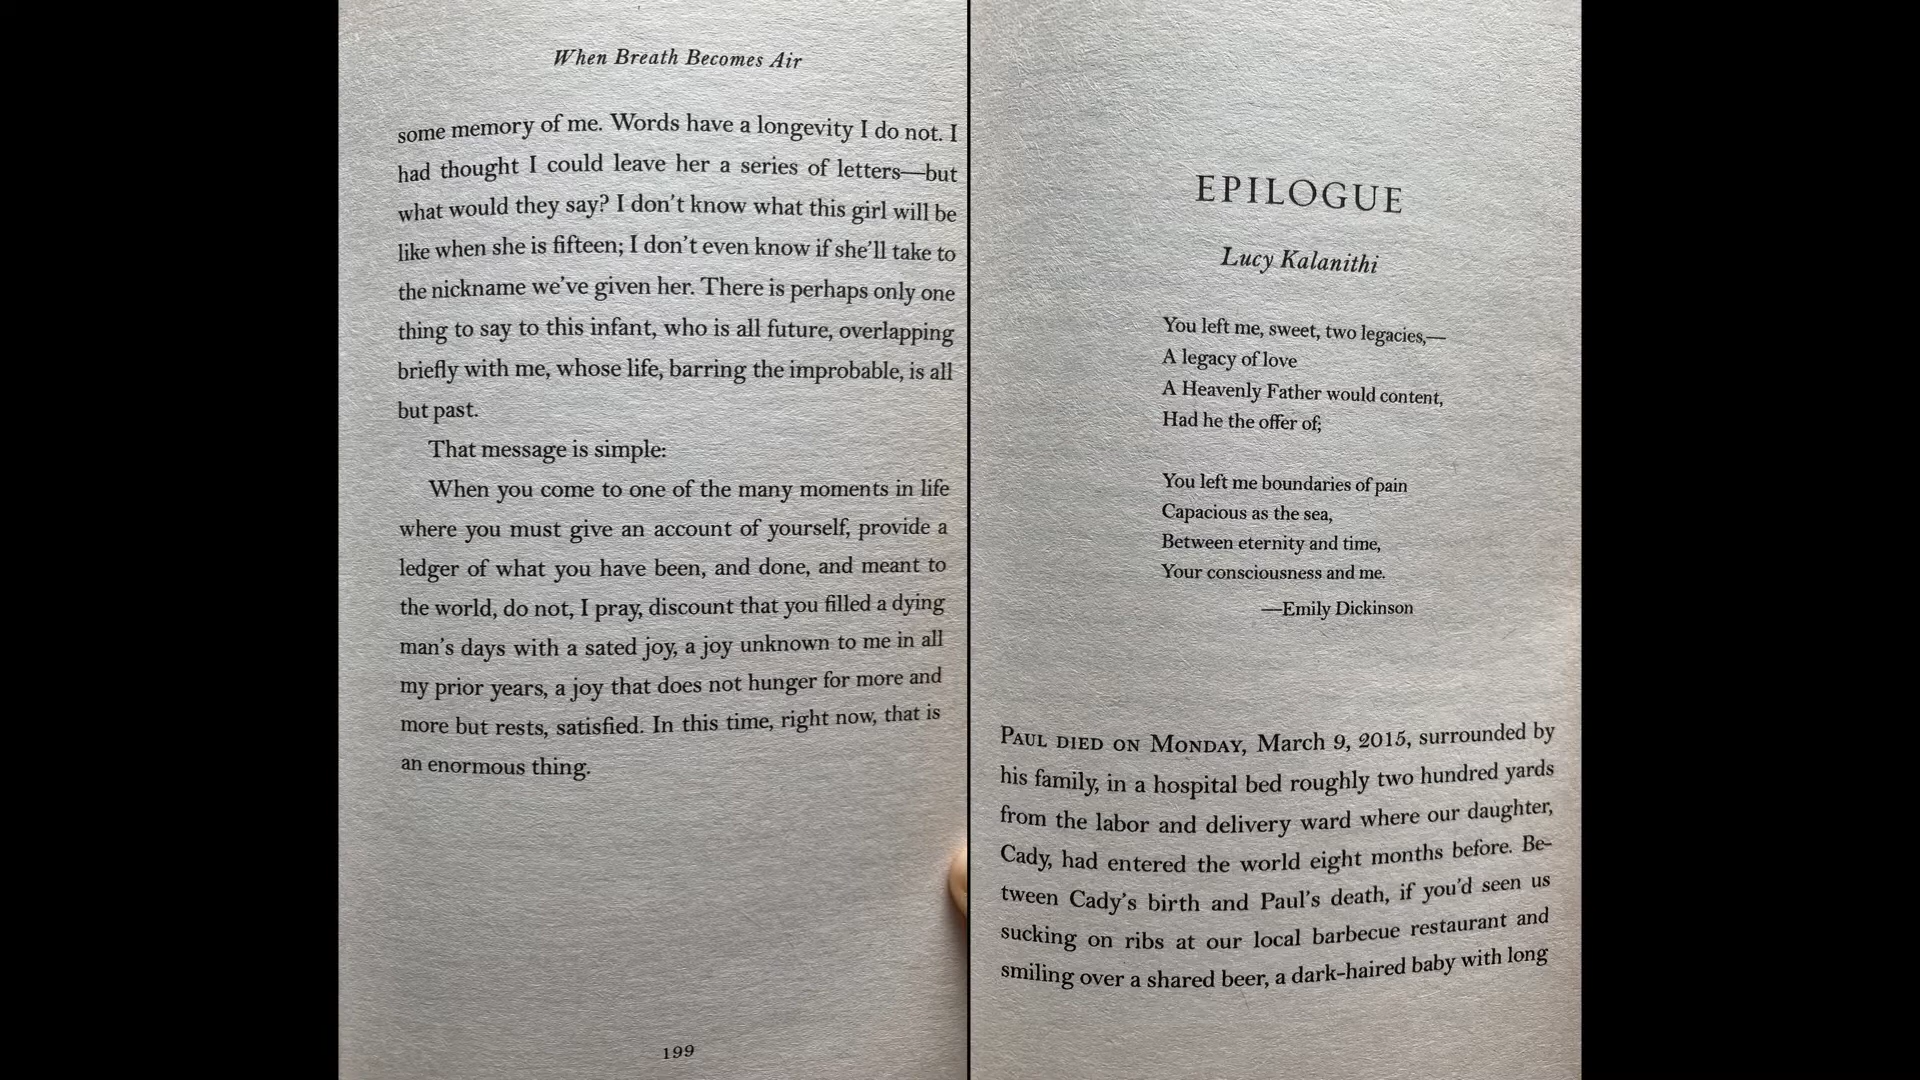 When Breath Becomes Air
some memory of me. Words have a longevity I do not. I
had thought I could leave her a series of letters—but
what would they say? I don't know what this girl will be
like when she is fifteen; I don't even know if she'll take to
the nickname we've given her. There is perhaps only one
thing to say to this infant, who is all future, overlapping
briefly with me, whose life, barring the improbable, is all
but past.
That message is simple:
When you come to one of the many moments in life
where you must give an account of yourself, provide a
ledger of what you have been, and done, and meant to
the world, do not, I pray, discount that you filled a dying
man's days with a sated joy, a joy unknown to me in all
my prior years, a joy that does not hunger for more and
more but rests, satisfied. In this time, right now, that is
an enormous thing.
199
EPILOGUE
Lucy Kalanithi
You left me, sweet, two legacies,—
A legacy of love
A Heavenly Father would content,
Had he the offer of;
You left me boundaries of pain
Capacious as the sea,
Between eternity and time,
Your consciousness and me.
—Emily Dickinson
PAUL DIED ON MONDAY, March 9, 2015, surrounded by
his family, in a hospital bed roughly two hundred yards
from the labor and delivery ward where our daughter,
Cady, had entered the world eight months before. Be-
tween Cady's birth and Paul's death, if you'd seen us
sucking on ribs at our local barbecue restaurant and
smiling over a shared beer, a dark-haired baby with long